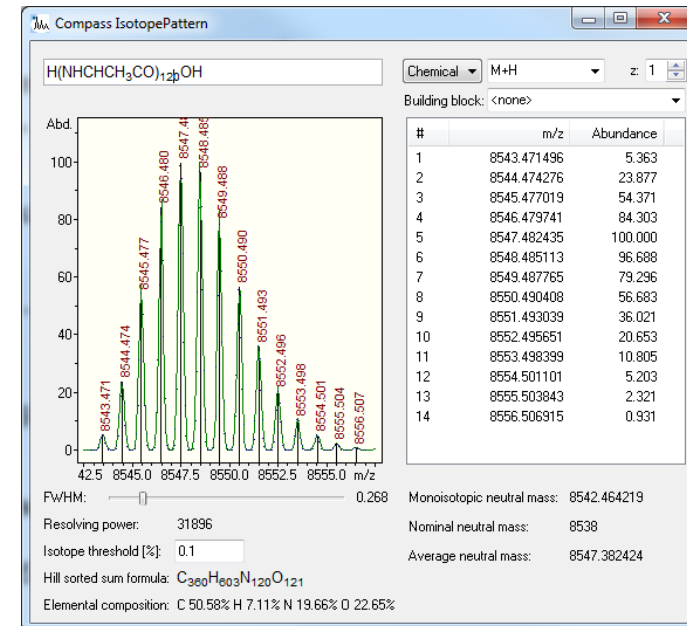 Compass IsotopePattern
H(NHCHCH₃CO)₁₂₀OH
Chemical M+H z: 1
Building block: <none>
Abd.
100
80
60
40
20
0
8543.471
8544.474
8545.477
8546.480
8547.4
8548.485
8549.488
8550.490
8551.493
8552.496
8553.498
8554.501
8555.504
8556.507
42.5 8545.0 8547.5 8550.0 8552.5 8555.0 m/z
# m/z Abundance
1 8543.471496 5.363
2 8544.474276 23.877
3 8545.477019 54.371
4 8546.479741 84.303
5 8547.482435 100.000
6 8548.485113 96.688
7 8549.487765 79.296
8 8550.490408 56.683
9 8551.493039 36.021
10 8552.495651 20.653
11 8553.498399 10.805
12 8554.501101 5.203
13 8555.503843 2.321
14 8556.506915 0.931
FWHM: 0.268
Resolving power: 31896
Isotope threshold [%]: 0.1
Hill sorted sum formula: C₃₆₀H₆₀₃N₁₂₀O₁₂₁
Elemental composition: C 50.58% H 7.11% N 19.66% O 22.65%
Monoisotopic neutral mass: 8542.464219
Nominal neutral mass: 8538
Average neutral mass: 8547.382424